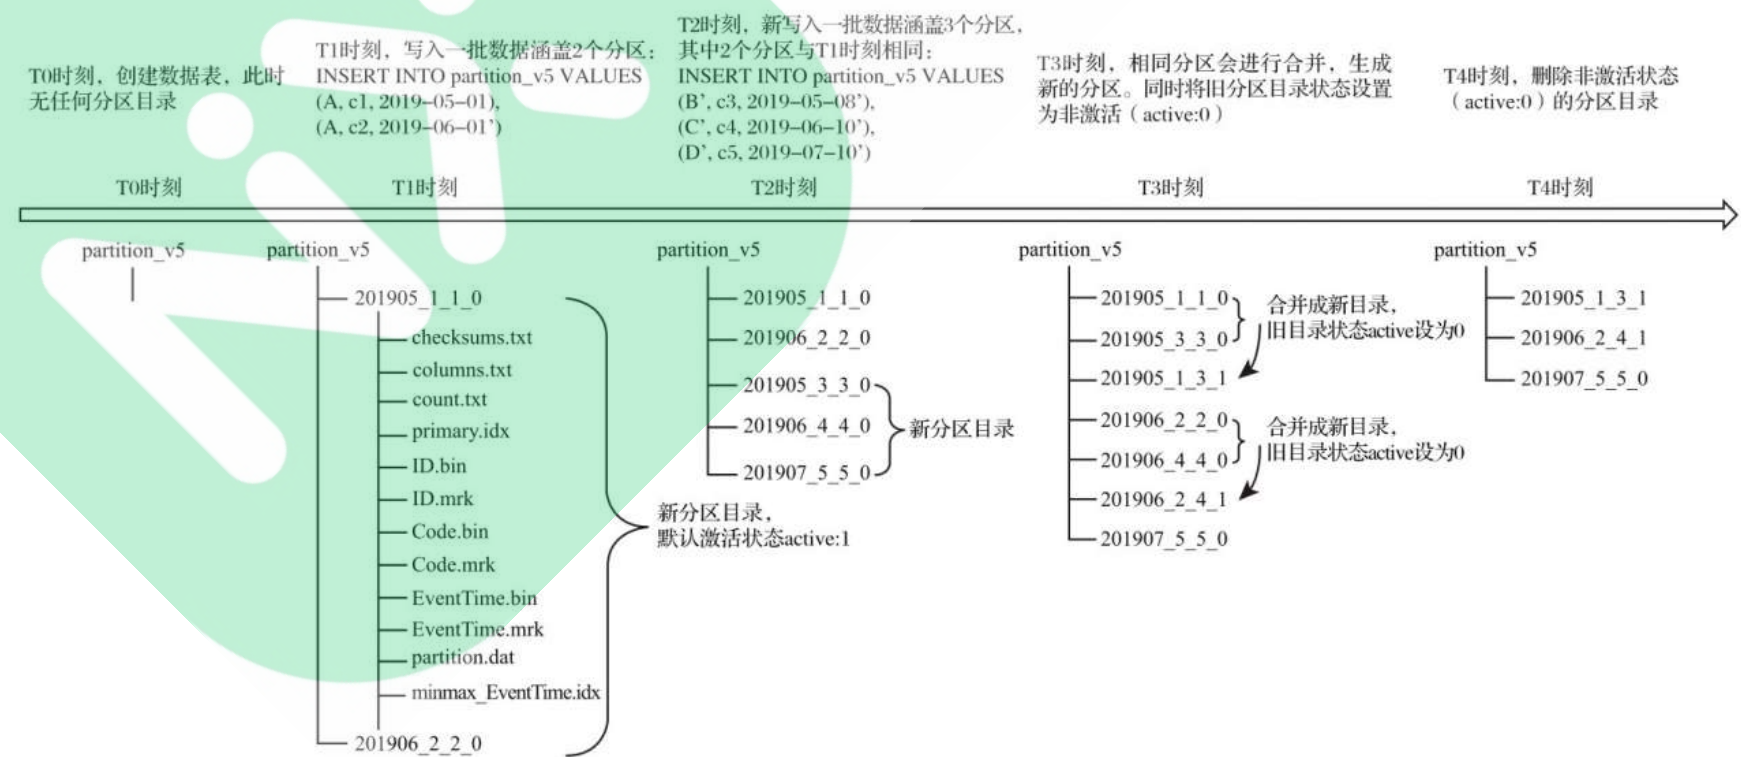 T0时刻，创建数据表，此时
无任何分区目录
T1时刻，写入一批数据涵盖2个分区：
INSERT INTO partition_v5 VALUES
(A, c1, 2019–05–01),
(A, c2, 2019–06–01’)
T2时刻，新写入一批数据涵盖3个分区，
其中2个分区与T1时刻相同：
INSERT INTO partition_v5 VALUES
(B’, c3, 2019–05–08’),
(C’, c4, 2019–06–10’),
(D’, c5, 2019–07–10’)
T3时刻，相同分区会进行合并，生成
新的分区。同时将旧分区目录状态设置
为非激活（active:0）
T4时刻，删除非激活状态
（active:0）的分区目录
T0时刻
T1时刻
T2时刻
T3时刻
T4时刻
partition_v5
partition_v5
201905_1_1_0
checksums.txt
columns.txt
count.txt
primary.idx
ID.bin
ID.mrk
Code.bin
Code.mrk
EventTime.bin
EventTime.mrk
partition.dat
minmax_EventTime.idx
201906_2_2_0
新分区目录，
默认激活状态active:1
partition_v5
201905_1_1_0
201906_2_2_0
201905_3_3_0
201906_4_4_0
201907_5_5_0
新分区目录
partition_v5
201905_1_1_0
201905_3_3_0
201905_1_3_1
201906_2_2_0
201906_4_4_0
201906_2_4_1
201907_5_5_0
合并成新目录，
旧目录状态active设为0
合并成新目录，
旧目录状态active设为0
partition_v5
201905_1_3_1
201906_2_4_1
201907_5_5_0